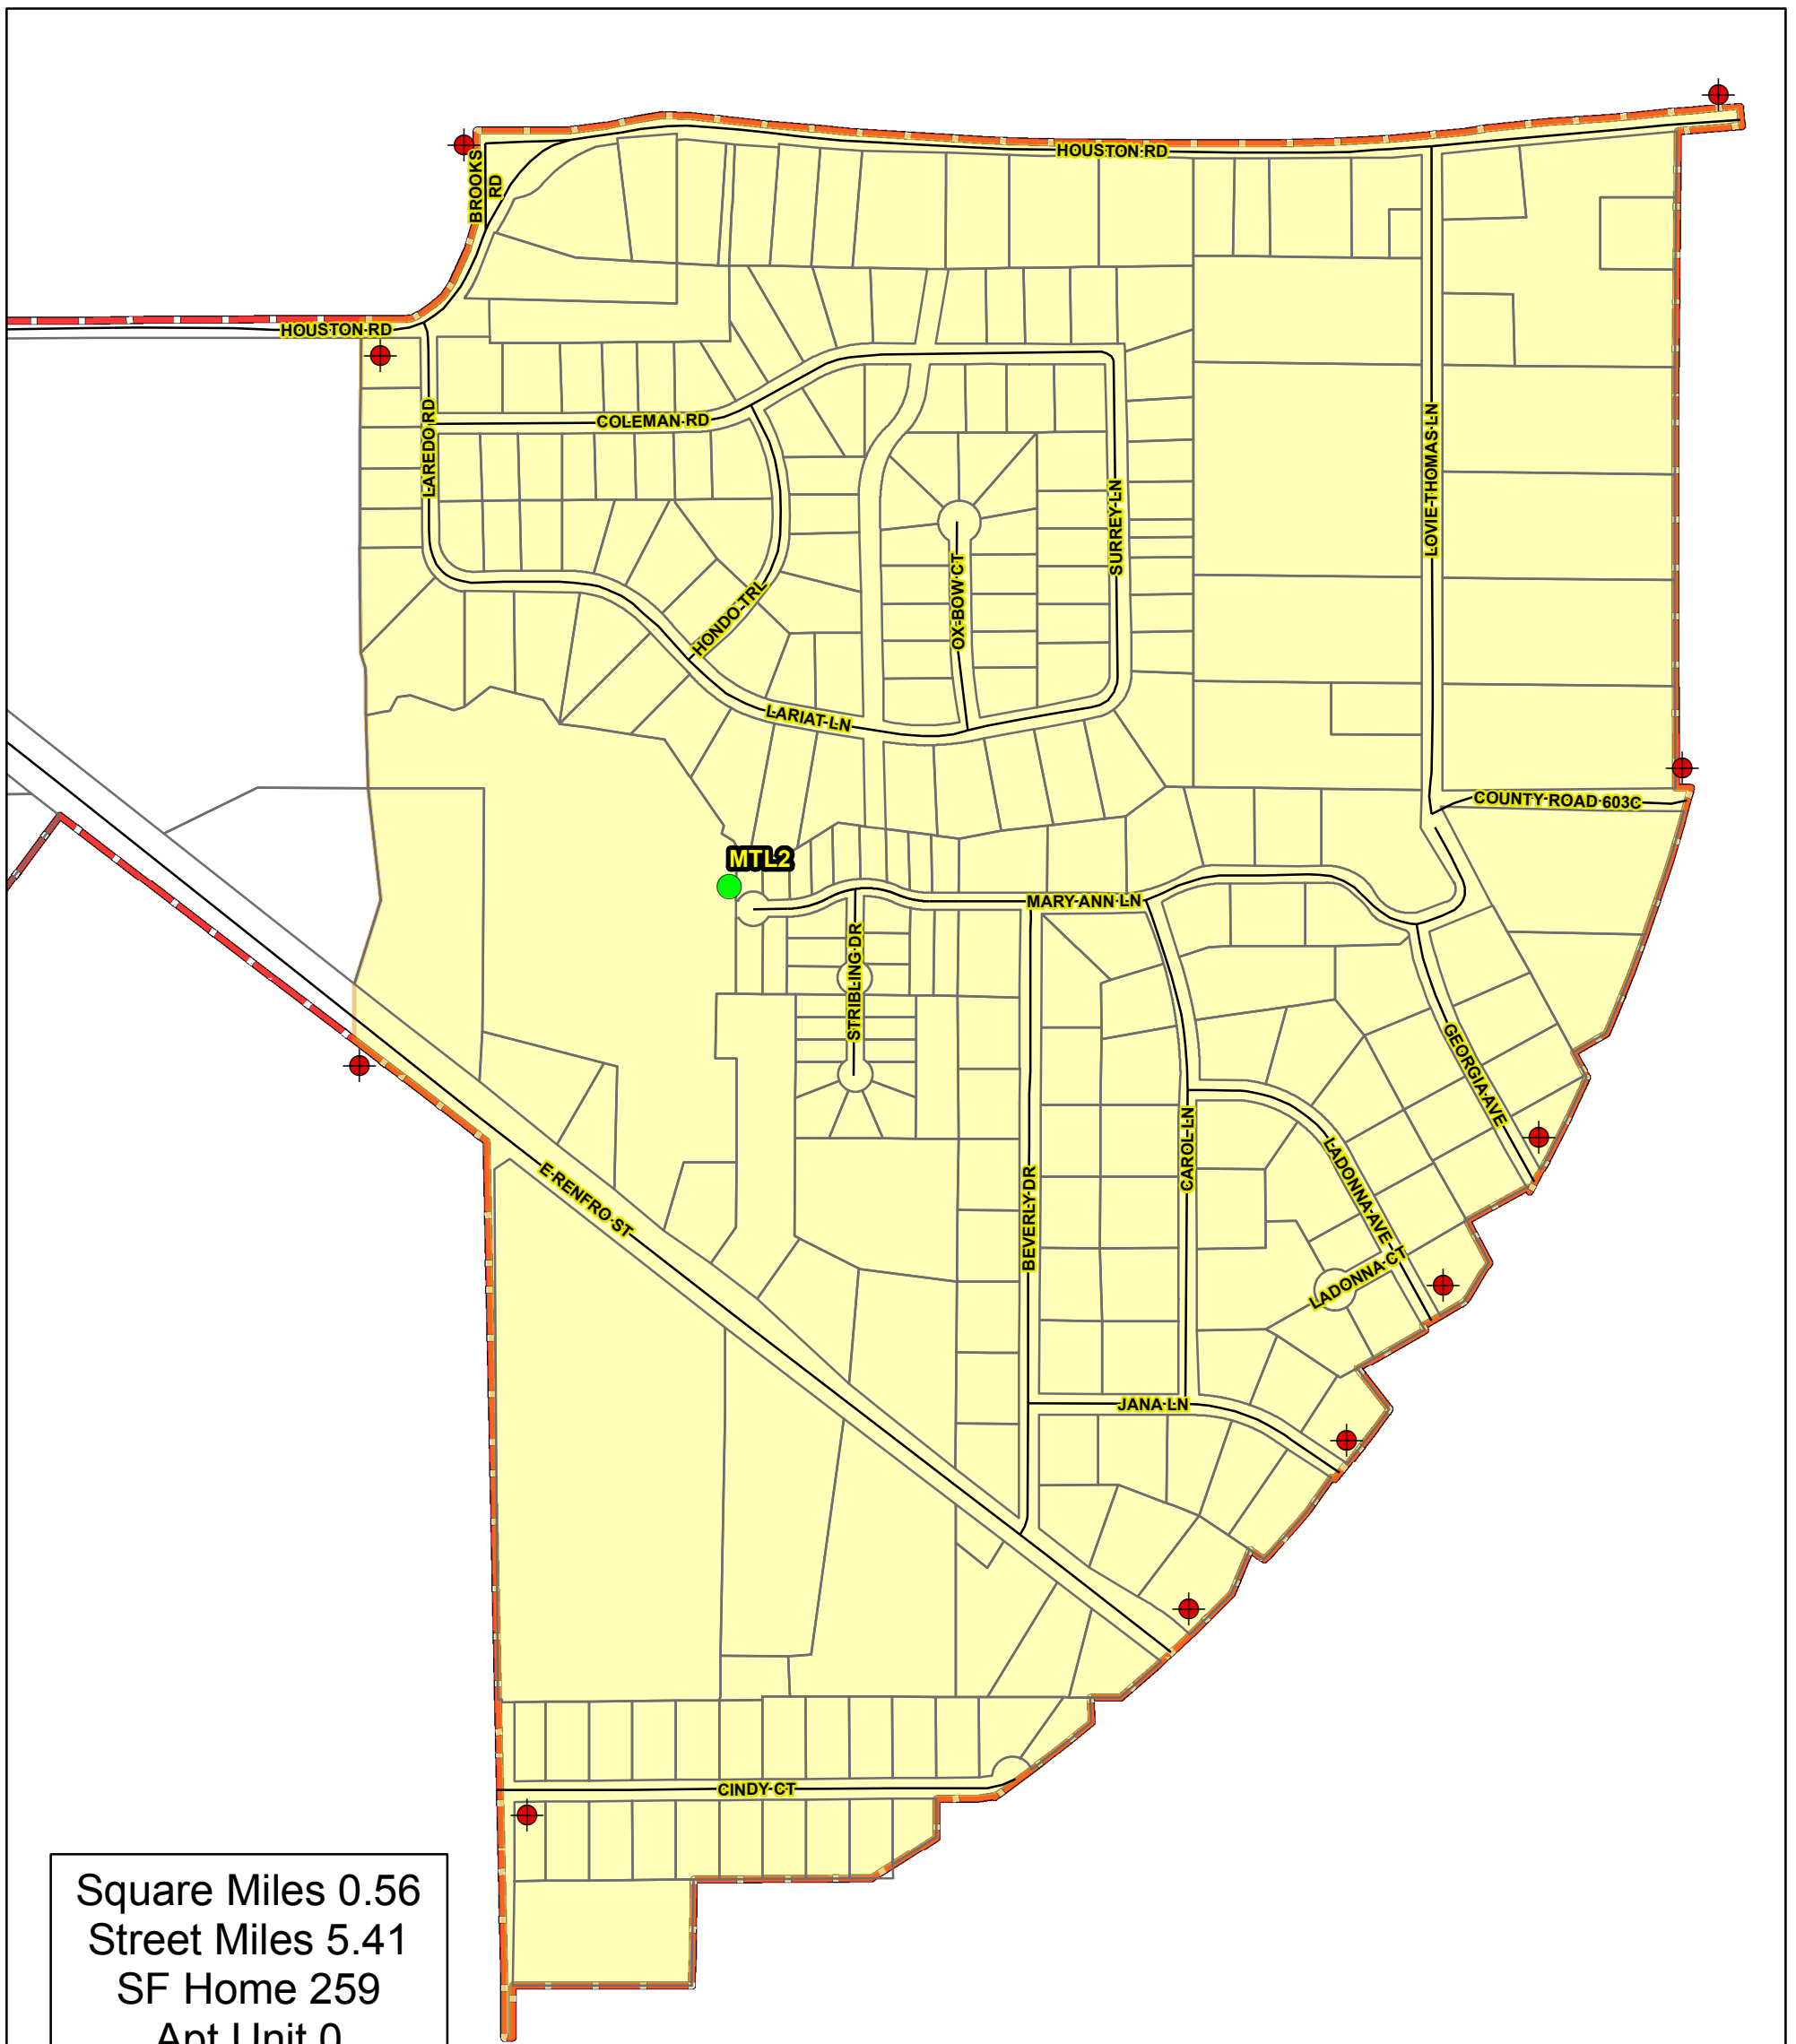 HOUSTON RD
BROOKS
RD
HOUSTON RD
COLEMAN RD
LAREDO RD
LOVIE THOMAS LN
SURREY LN
OX BOW CT
HONDO TRL
LARIAT LN
COUNTY ROAD 603C
MTL2
MARY ANN LN
STRIBLING DR
GEORGIA AVE
CAROL LN
LADONNA AVE
BEVERLY DR
E RENFRO ST
LADONNA CT
JANA LN
CINDY CT
Square Miles 0.56
Street Miles 5.41
SF Home 259
Apt Unit 0